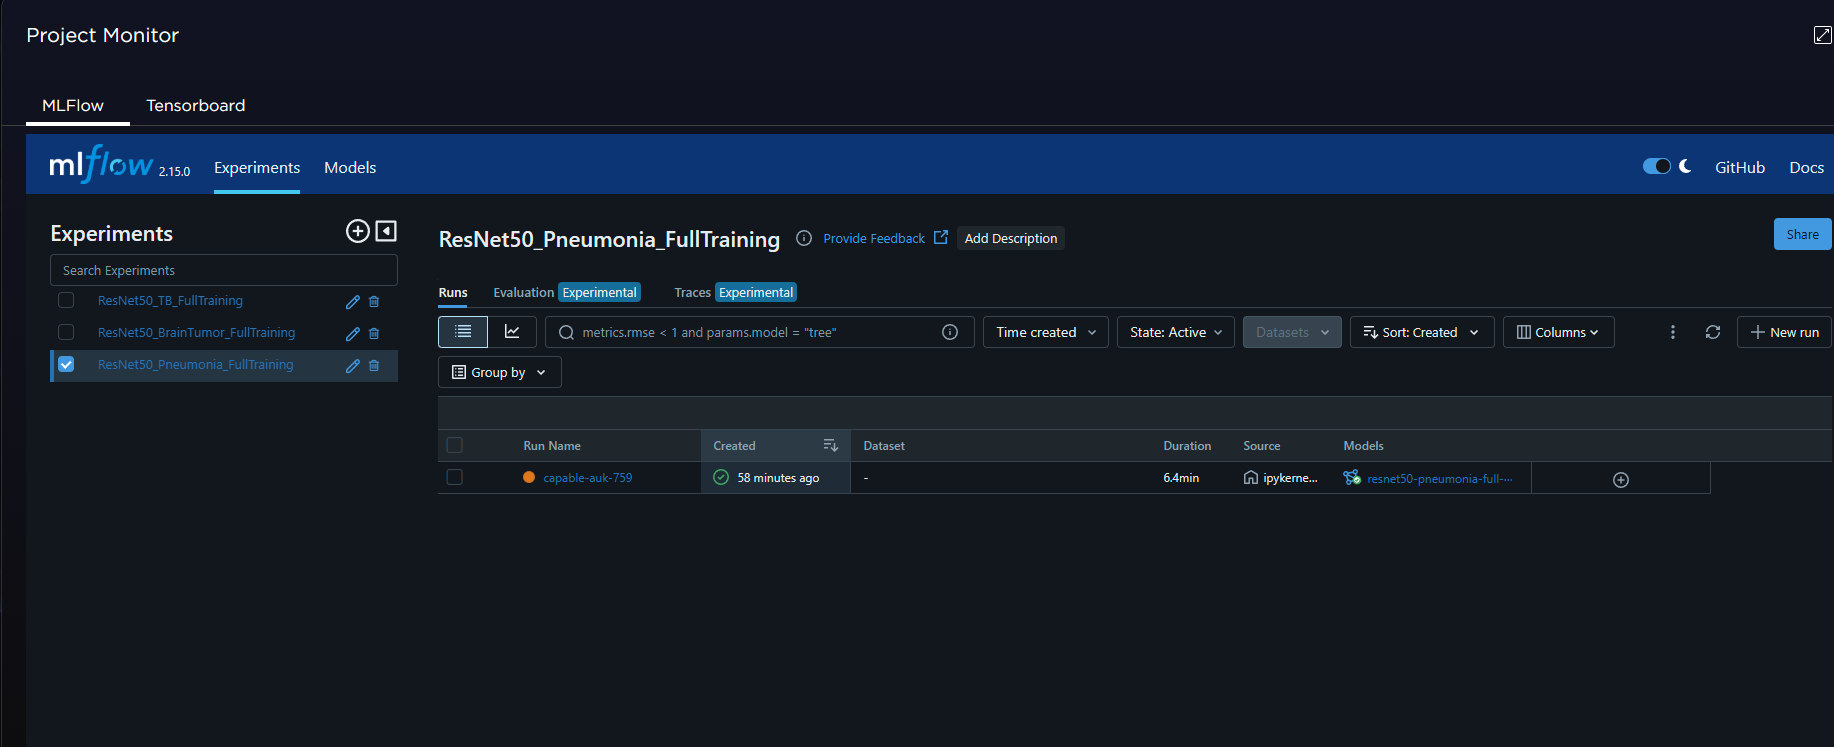 Project Monitor
MLFlow Tensorboard
mlflow 2.15.0 Experiments Models GitHub Docs
Experiments
Search Experiments
ResNet50_TB_FullTraining
ResNet50_BrainTumor_FullTraining
ResNet50_Pneumonia_FullTraining
ResNet50_Pneumonia_FullTraining Provide Feedback Add Description Share
Runs Evaluation Experimental Traces Experimental
metrics.rmse < 1 and params.model = "tree" Time created State: Active Datasets Sort: Created Columns New run
Group by
Run Name Created Dataset Duration Source Models
capable-auk-759 58 minutes ago - 6.4min ipykerne... resnet50-pneumonia-full-...